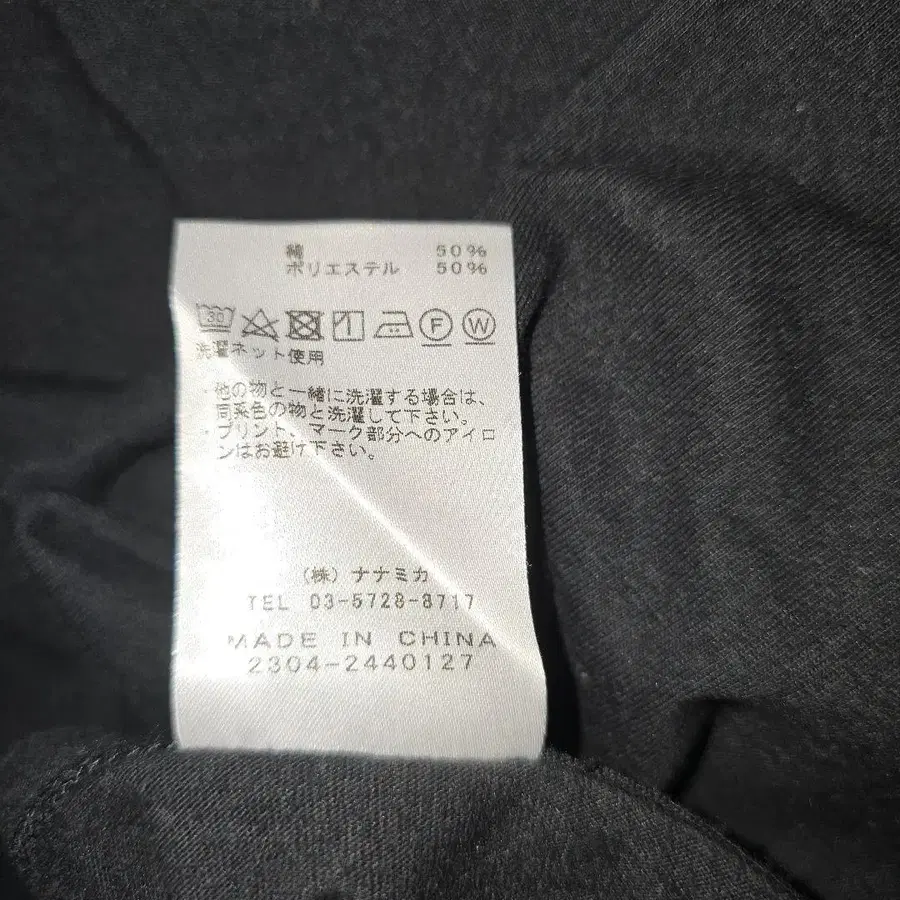 綿 50%
ポリエステル 50%
30 F W
洗濯ネット使用
・他の物と一緒に洗濯する場合は、
同系色の物と洗濯して下さい。
・プリント、マーク部分へのアイロ
ンはお避け下さい。
(株)ナナミカ
TEL 03-5728-8717
MADE IN CHINA
2304-2440127